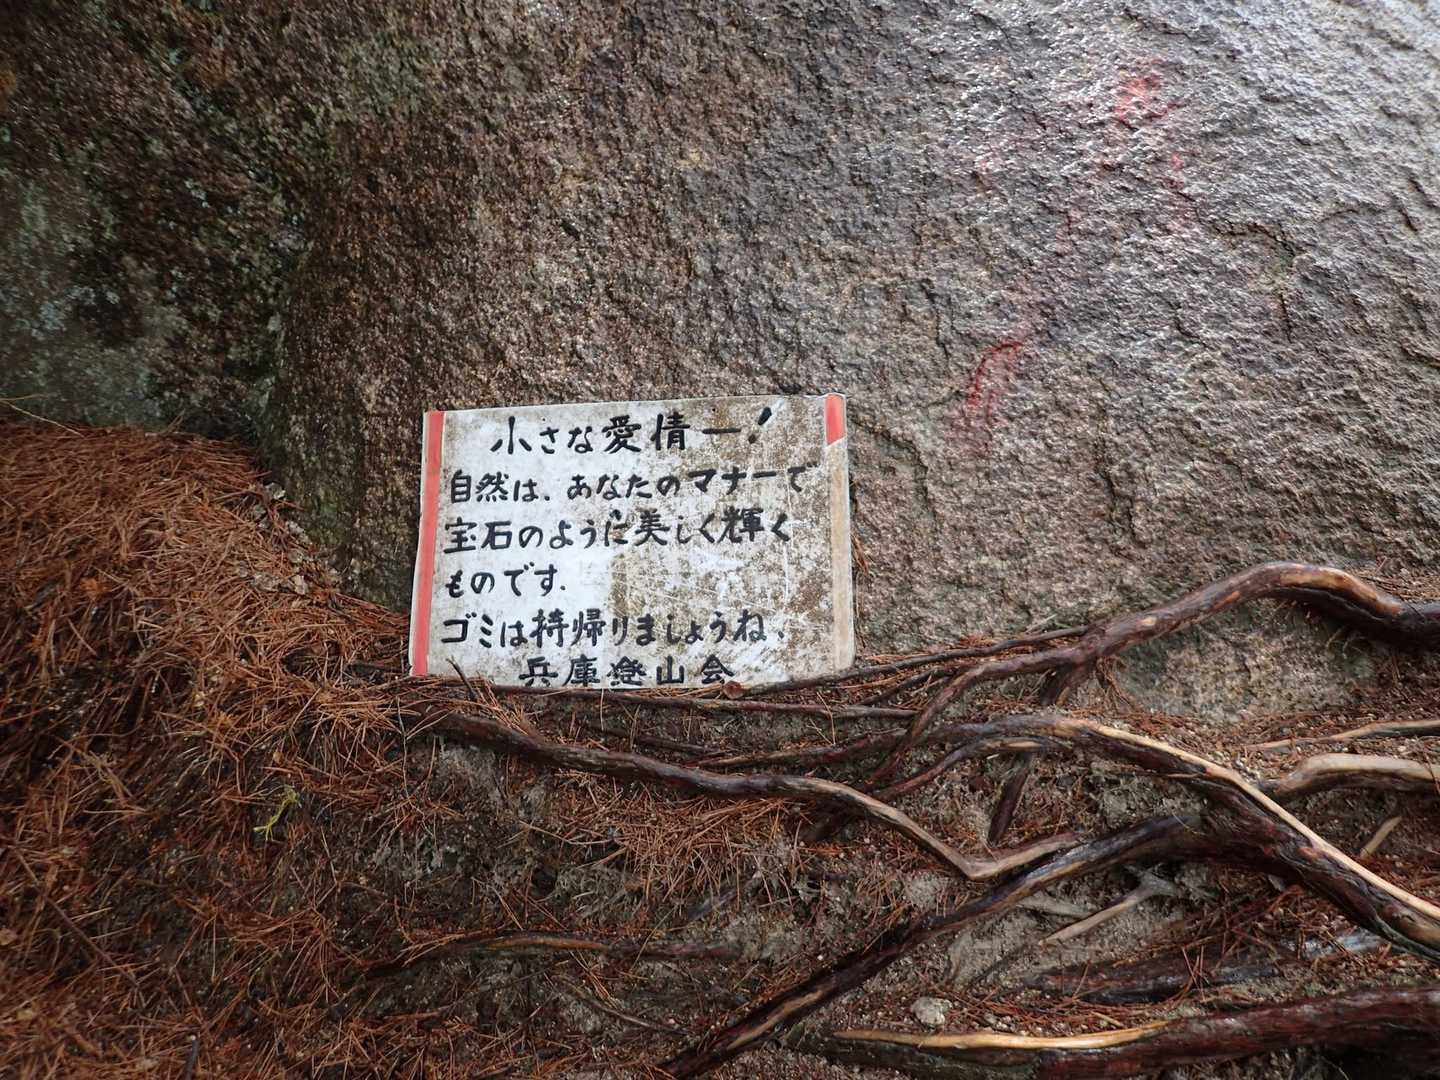 小さな愛情一!
自然は、あなたのマナーで
宝石のように美しく輝く
ものです.
ゴミは持帰りましょうね.
兵庫登山会